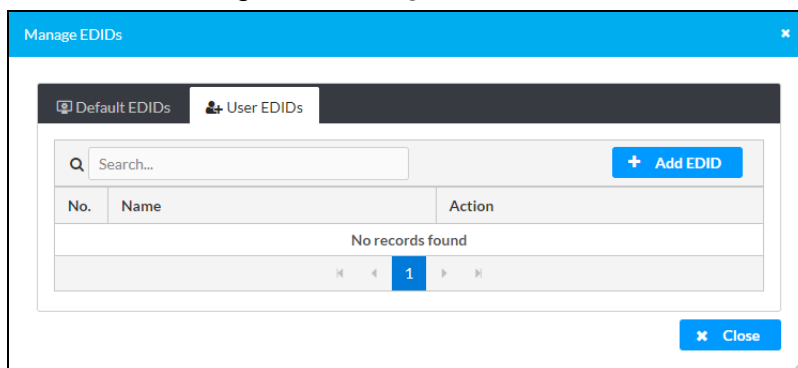 Manage EDIDs
Default EDIDs User EDIDs
Search... + Add EDID
No. Name Action
No records found
1
Close